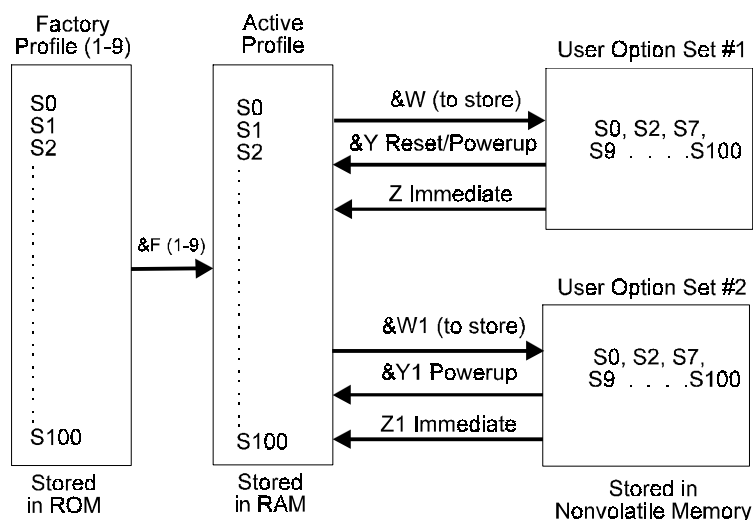 Factory
Profile (1-9)
S0
S1
S2
S100
Stored
in ROM
&F (1-9)
Active
Profile
S0
S1
S2
S100
Stored
in RAM
&W (to store)
&Y Reset/Powerup
Z Immediate
&W1 (to store)
&Y1 Powerup
Z1 Immediate
User Option Set #1
S0, S2, S7,
S9 . . . .S100
User Option Set #2
S0, S2, S7,
S9 . . . .S100
Stored in
Nonvolatile Memory